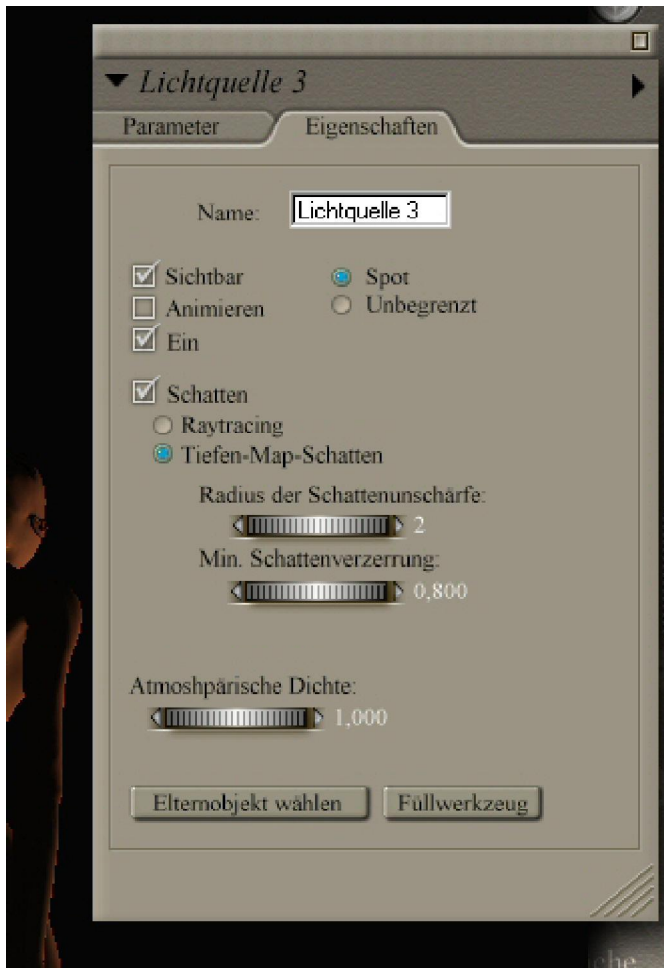 Lichtquelle 3
Parameter Eigenschaften
Name: Lichtquelle 3
Sichtbar Spot
Animieren Unbegrenzt
Ein
Schatten
Raytracing
Tiefen-Map-Schatten
Radius der Schattenunschärfe:
2
Min. Schattenverzerrung:
0,800
Atmoshpärische Dichte:
1,000
Elternobjekt wählen Füllwerkzeug